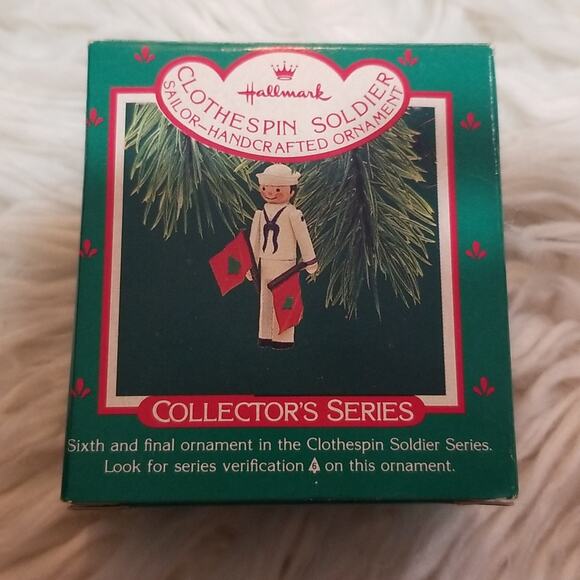 Hallmark
CLOTHESPIN SOLDIER
SAILOR–HANDCRAFTED ORNAMENT
COLLECTOR'S SERIES
Sixth and final ornament in the Clothespin Soldier Series.
Look for series verification 6 on this ornament.